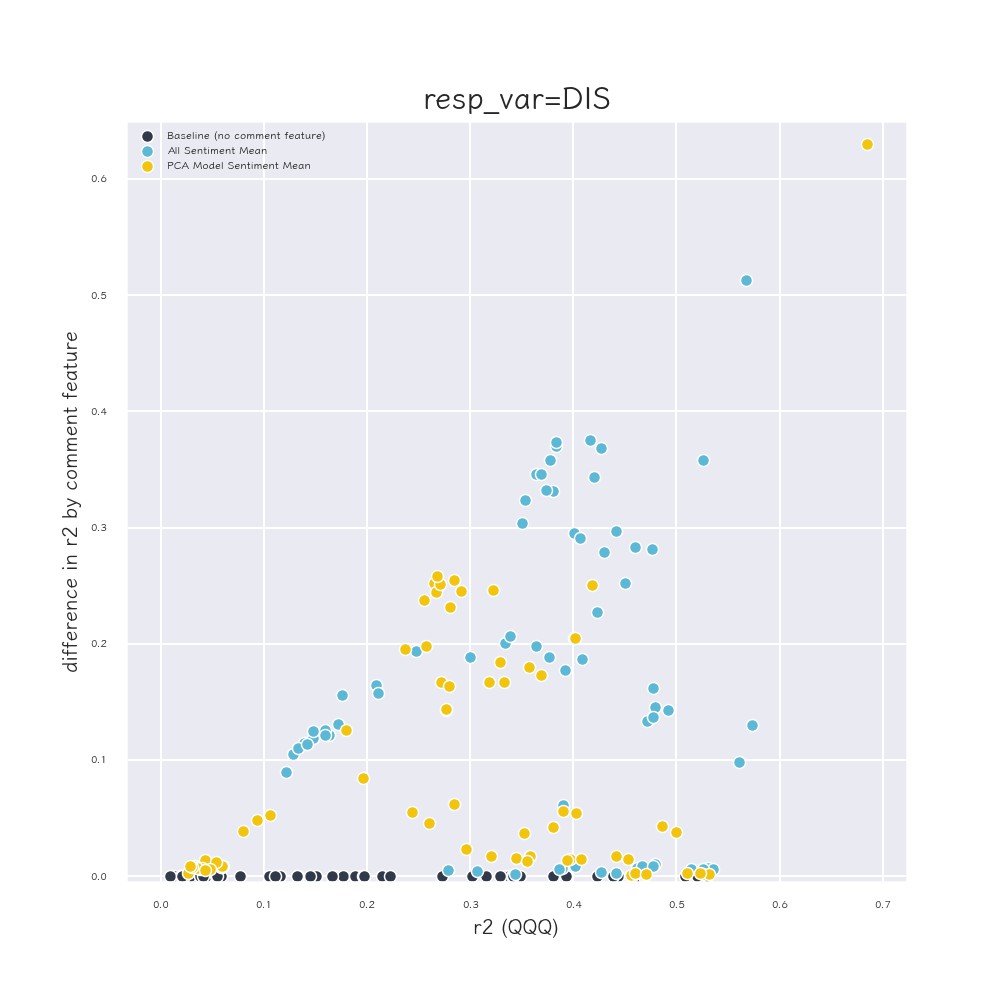 resp_var=DIS
Baseline (no comment feature)
All Sentiment Mean
PCA Model Sentiment Mean
difference in r2 by comment feature
0.6
0.5
0.4
0.3
0.2
0.1
0.0
0.0 0.1 0.2 0.3 0.4 0.5 0.6 0.7
r2 (QQQ)